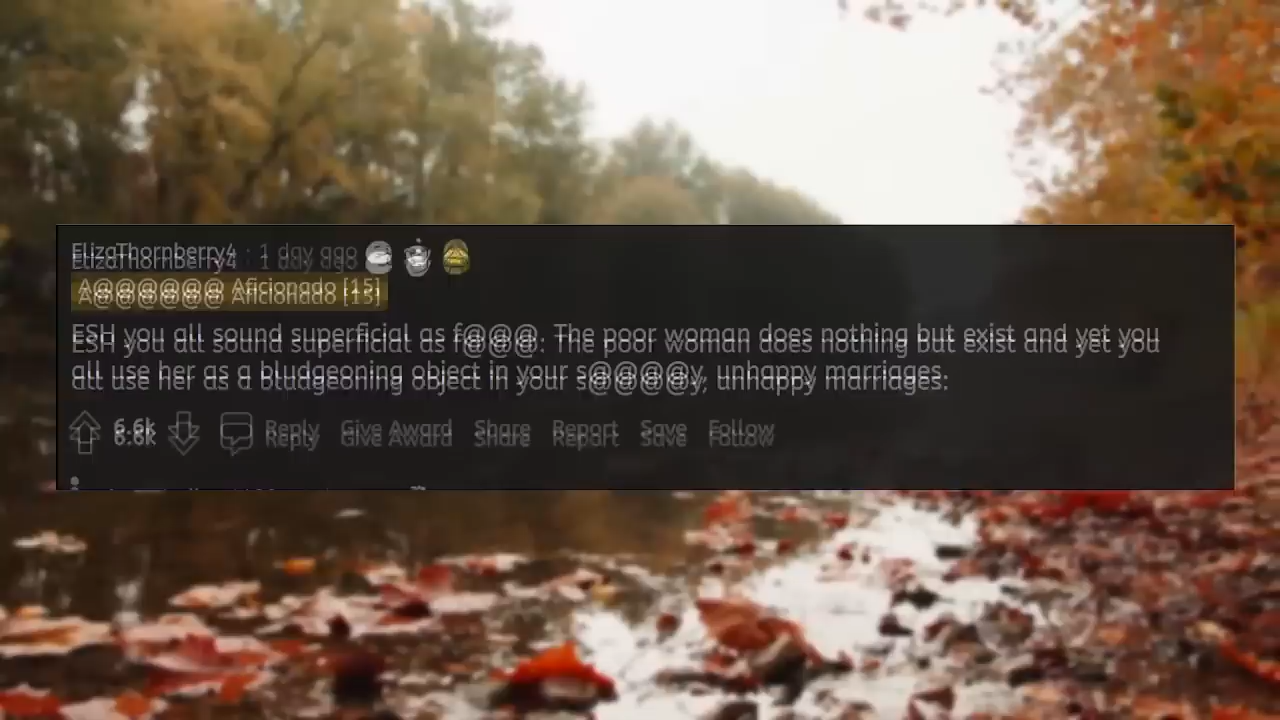 ElizaThornberry4 · 1 day ago
A@@@@@@ Aficionado [15]
ESH you all sound superficial as f@@@. The poor woman does nothing but exist and yet you
all use her as a bludgeoning object in your s@@@@y, unhappy marriages.
6.6k Reply Give Award Share Report Save Follow